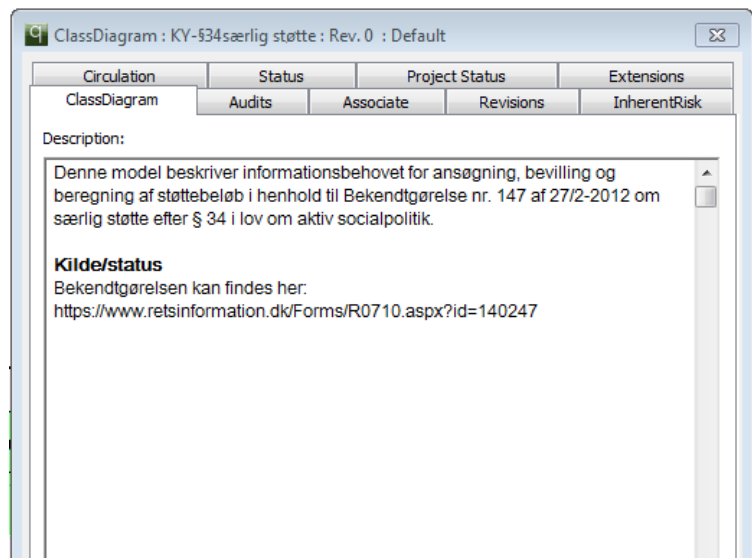 ClassDiagram : KY-§34særlig støtte : Rev. 0 : Default
Circulation Status Project Status Extensions
ClassDiagram Audits Associate Revisions InherentRisk
Description:
Denne model beskriver informationsbehovet for ansøgning, bevilling og
beregning af støttebeløb i henhold til Bekendtgørelse nr. 147 af 27/2-2012 om
særlig støtte efter § 34 i lov om aktiv socialpolitik.
Kilde/status
Bekendtgørelsen kan findes her:
https://www.retsinformation.dk/Forms/R0710.aspx?id=140247